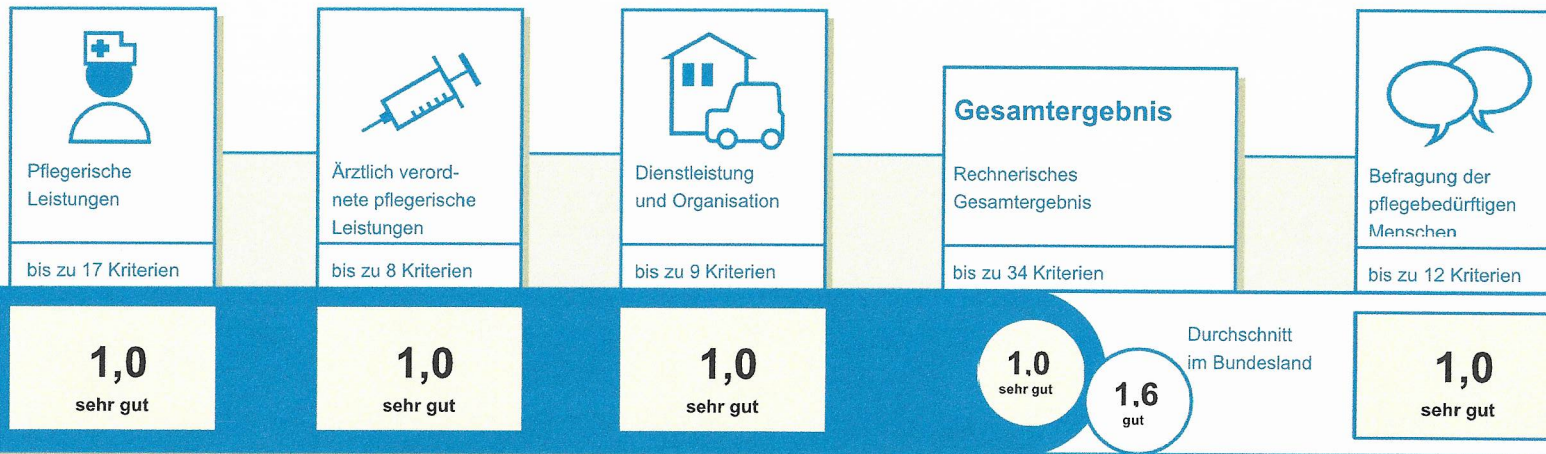 Pflegerische
Leistungen
bis zu 17 Kriterien
1,0
sehr gut
Ärztlich verord-
nete pflegerische
Leistungen
bis zu 8 Kriterien
1,0
sehr gut
Dienstleistung
und Organisation
bis zu 9 Kriterien
1,0
sehr gut
Gesamtergebnis
Rechnerisches
Gesamtergebnis
bis zu 34 Kriterien
1,0
sehr gut
1,6
gut
Durchschnitt
im Bundesland
Befragung der
pflegebedürftigen
Menschen
bis zu 12 Kriterien
1,0
sehr gut